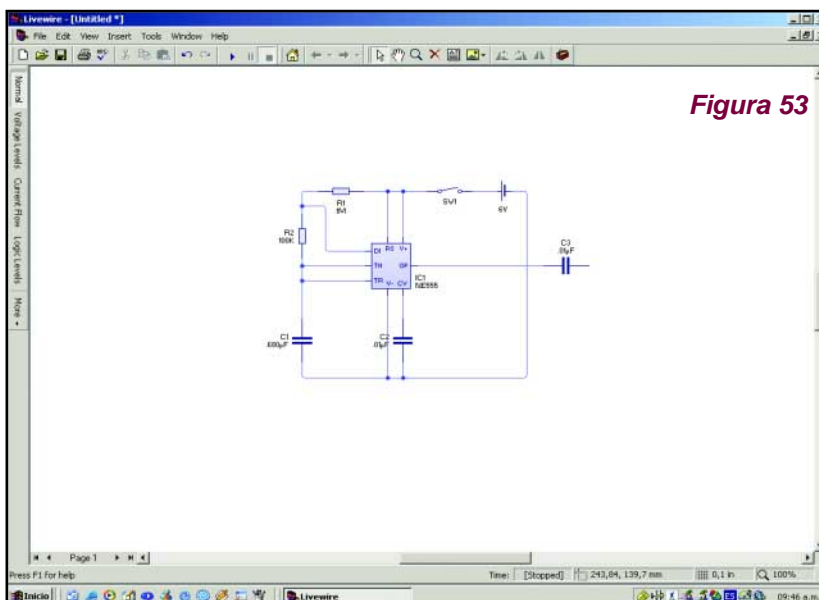 Livewire - [Untitled *]
File Edit View Insert Tools Window Help
Figura 53
Normal
Voltage Levels
Current Flow
Logic Levels
More
R1
1M
SW1
6V
R2
100K
C3
.01µF
DI RS V+
TH OP
TR V- CV
IC1
NE555
C1
.600µF
C2
.01µF
Page 1
Press F1 for help
Time: [Stopped] 243,84, 139,7 mm 0,1 in 100%
Inicio Livewire ES 09:46 a.m.